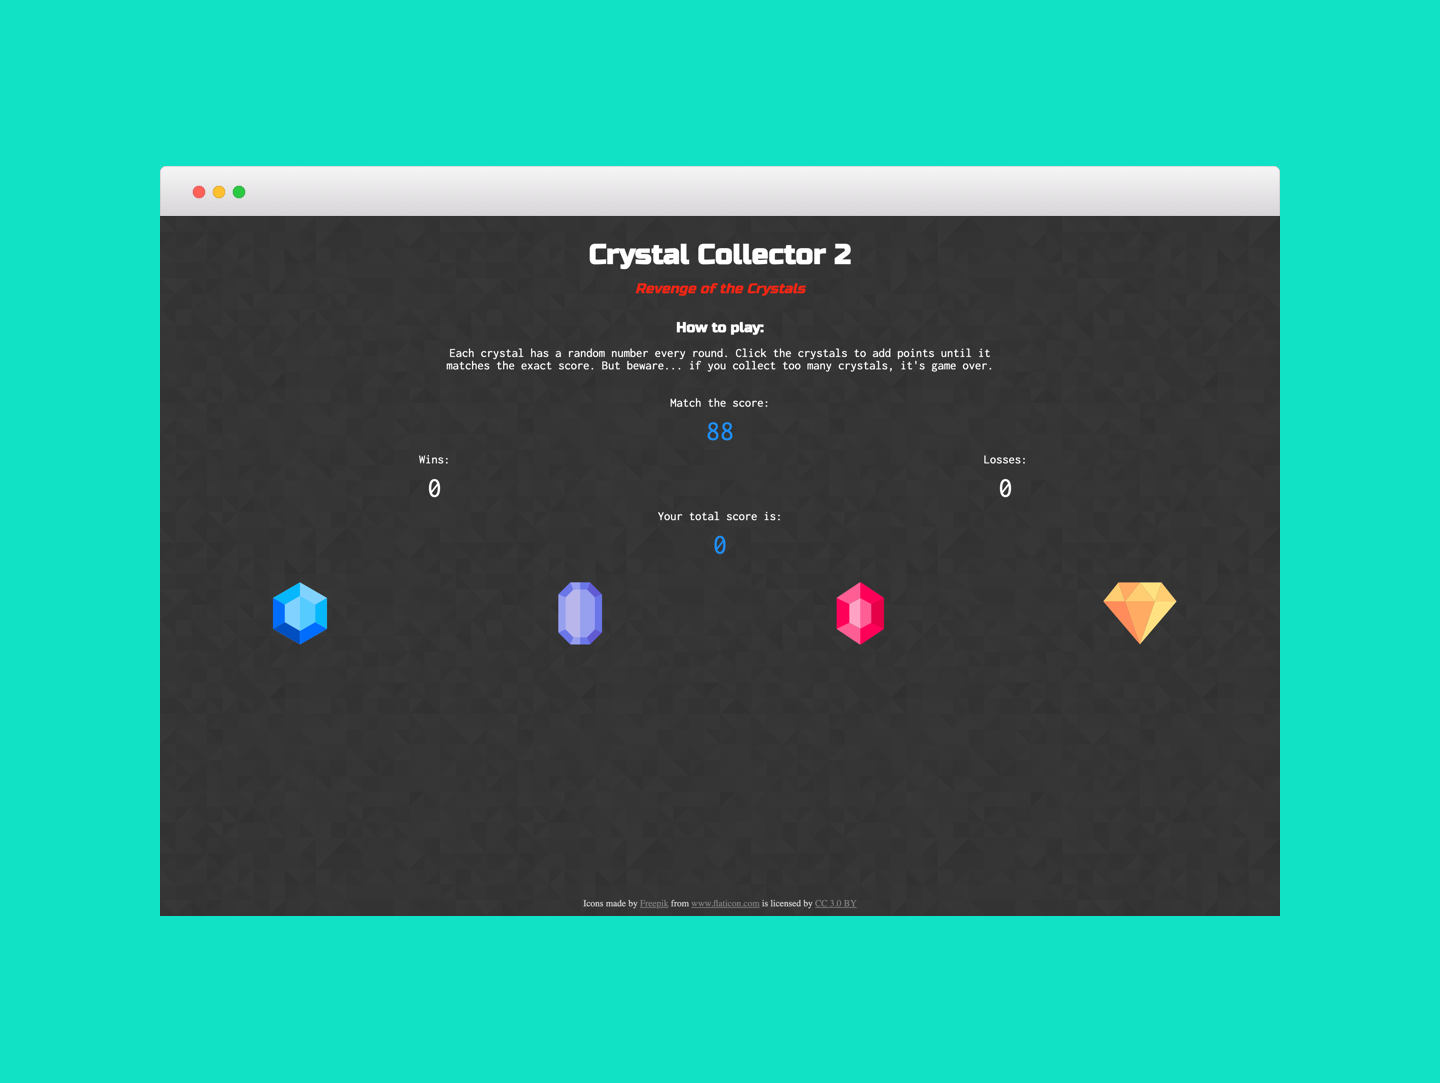 Crystal Collector 2
Revenge of the Crystals
How to play:
Each crystal has a random number every round. Click the crystals to add points until it
matches the exact score. But beware... if you collect too many crystals, it's game over.
Match the score:
88
Wins:
0
Losses:
0
Your total score is:
0
Icons made by Freepik from www.flaticon.com is licensed by CC 3.0 BY